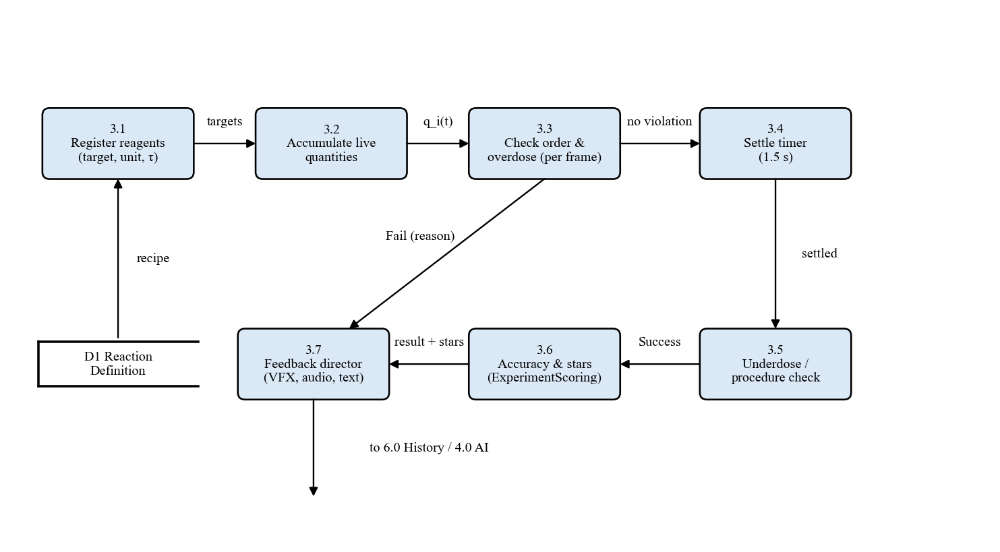 3.1
Register reagents
(target, unit, τ)
targets
3.2
Accumulate live
quantities
q_i(t)
3.3
Check order &
overdose (per frame)
no violation
3.4
Settle timer
(1.5 s)
Fail (reason)
recipe
settled
D1 Reaction
Definition
3.7
Feedback director
(VFX, audio, text)
result + stars
3.6
Accuracy & stars
(ExperimentScoring)
Success
3.5
Underdose /
procedure check
to 6.0 History / 4.0 AI